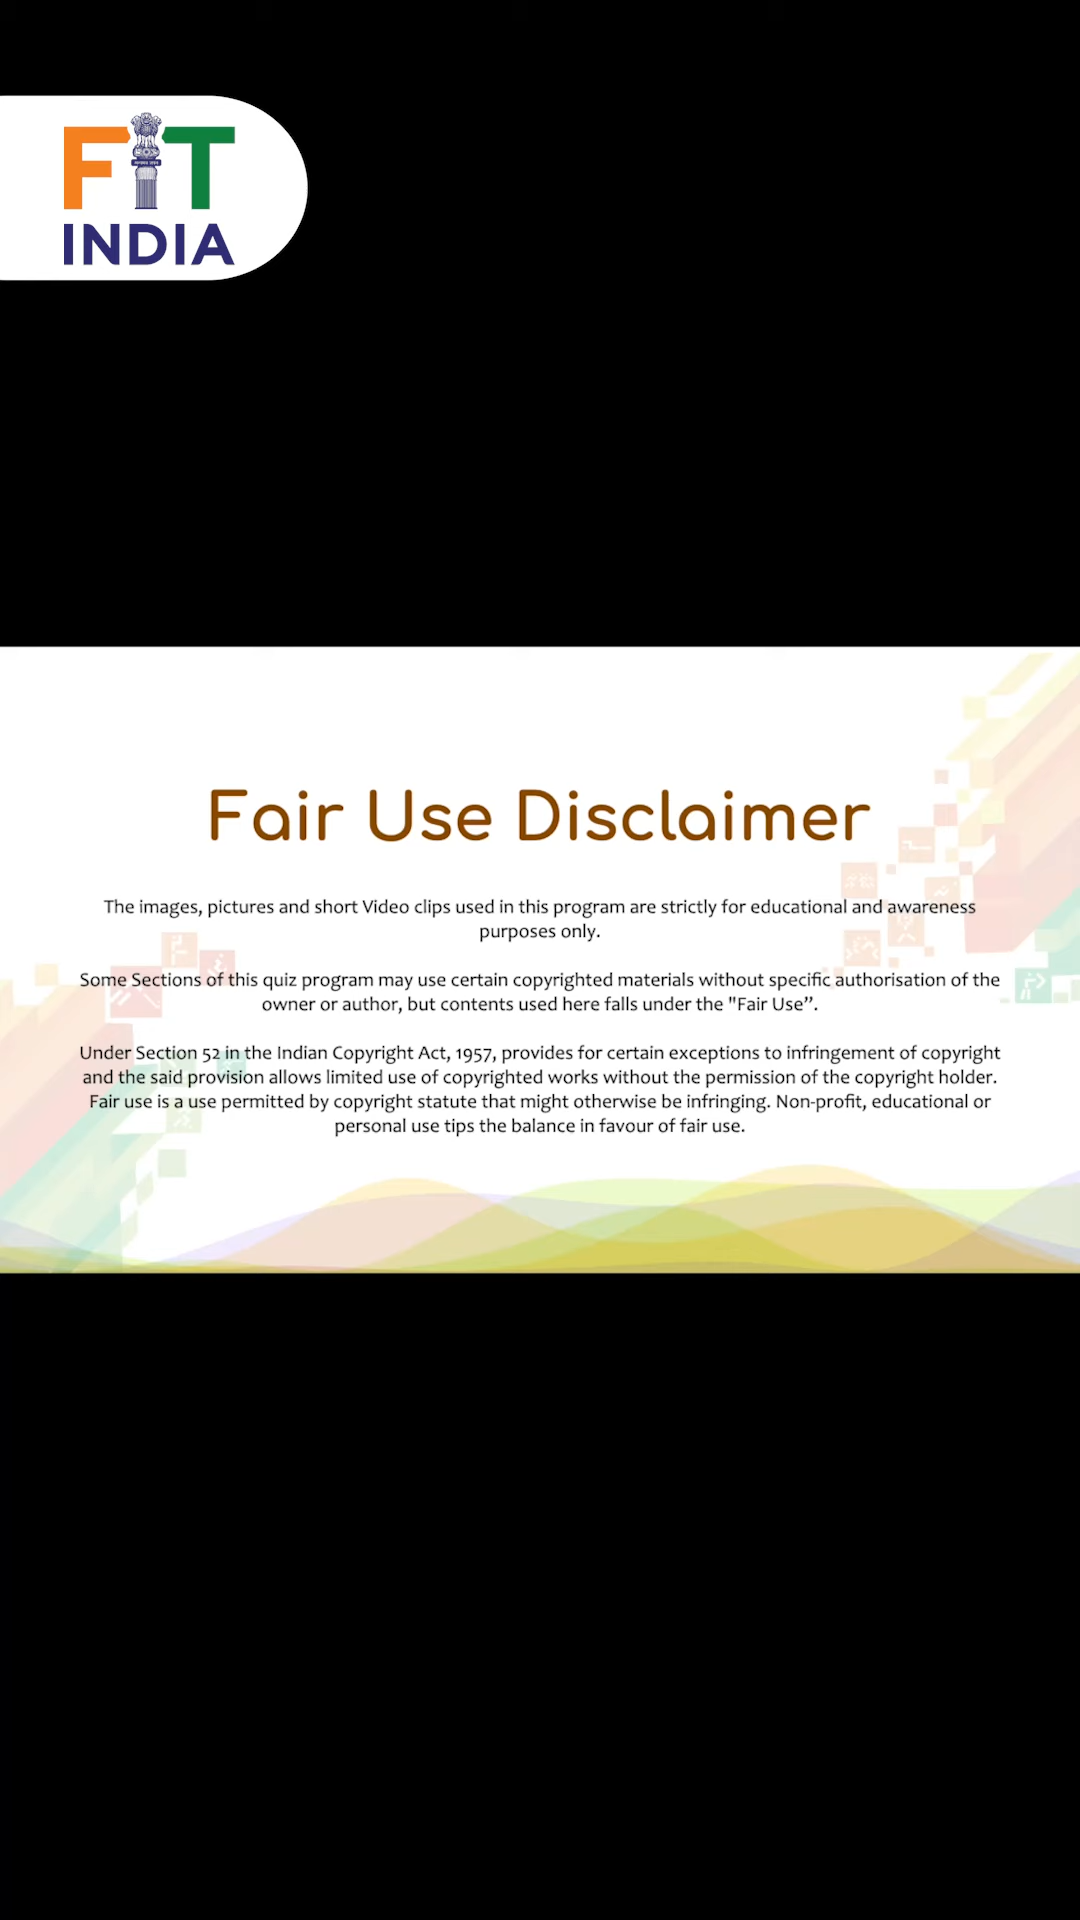 FIT
INDIA
Fair Use Disclaimer
The images, pictures and short Video clips used in this program are strictly for educational and awareness
purposes only.
Some Sections of this quiz program may use certain copyrighted materials without specific authorisation of the
owner or author, but contents used here falls under the "Fair Use”.
Under Section 52 in the Indian Copyright Act, 1957, provides for certain exceptions to infringement of copyright
and the said provision allows limited use of copyrighted works without the permission of the copyright holder.
Fair use is a use permitted by copyright statute that might otherwise be infringing. Non-profit, educational or
personal use tips the balance in favour of fair use.